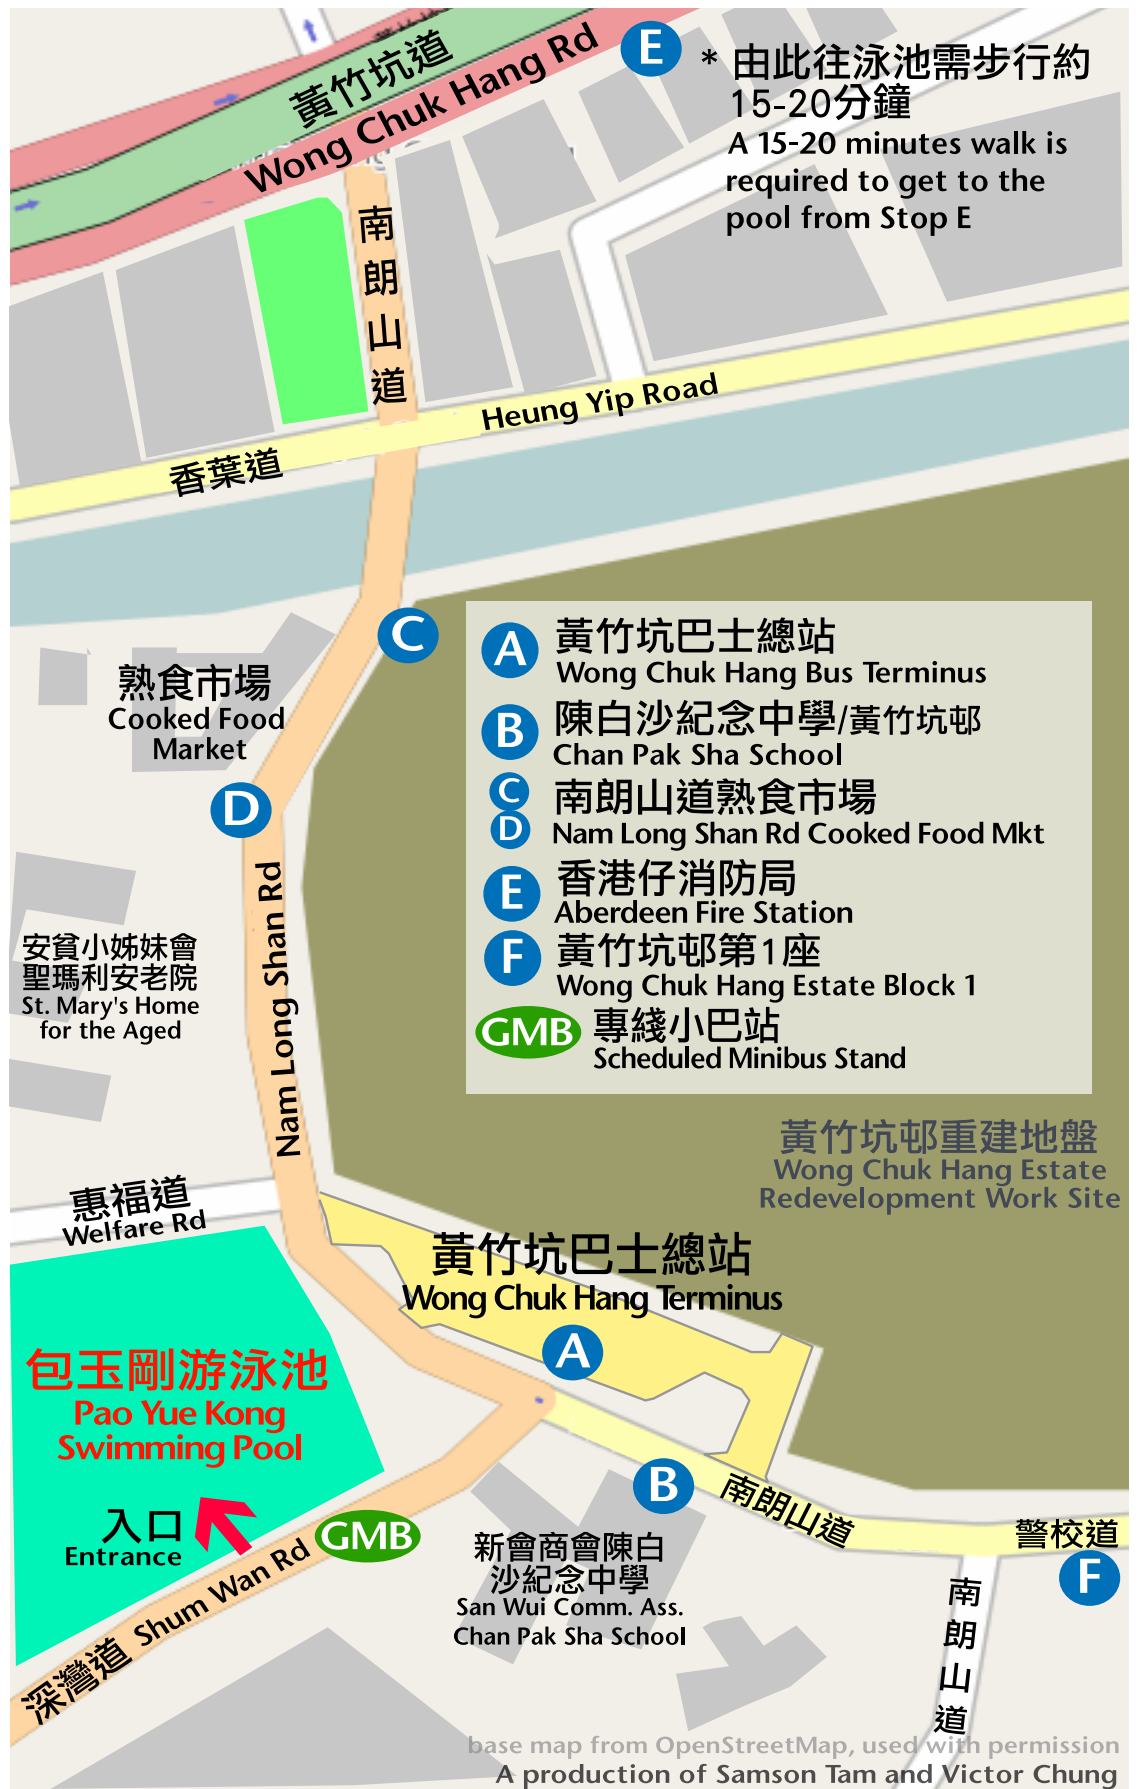 黃竹坑道
Wong Chuk Hang Rd
E
* 由此往泳池需步行約
15-20分鐘
A 15-20 minutes walk is
required to get to the
pool from Stop E
南朗山道
Heung Yip Road
香葉道
C
熟食市場
Cooked Food
Market
D
A
黃竹坑巴士總站
Wong Chuk Hang Bus Terminus
B
陳白沙紀念中學/黃竹坑邨
Chan Pak Sha School
C
D
南朗山道熟食市場
Nam Long Shan Rd Cooked Food Mkt
E
香港仔消防局
Aberdeen Fire Station
F
黃竹坑邨第1座
Wong Chuk Hang Estate Block 1
GMB
專綫小巴站
Scheduled Minibus Stand
Nam Long Shan Rd
安貧小姊妹會
聖瑪利安老院
St. Mary's Home
for the Aged
黃竹坑邨重建地盤
Wong Chuk Hang Estate
Redevelopment Work Site
惠福道
Welfare Rd
黃竹坑巴士總站
Wong Chuk Hang Terminus
A
包玉剛游泳池
Pao Yue Kong
Swimming Pool
B
南朗山道
入口
Entrance
GMB
新會商會陳白
沙紀念中學
San Wui Comm. Ass.
Chan Pak Sha School
警校道
F
南朗山道
深灣道 Shum Wan Rd
base map from OpenStreetMap, used with permission
A production of Samson Tam and Victor Chung